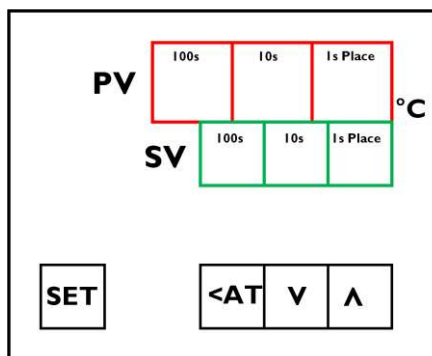 PV 100s 10s 1s Place °C
SV 100s 10s 1s Place
SET <AT V Λ